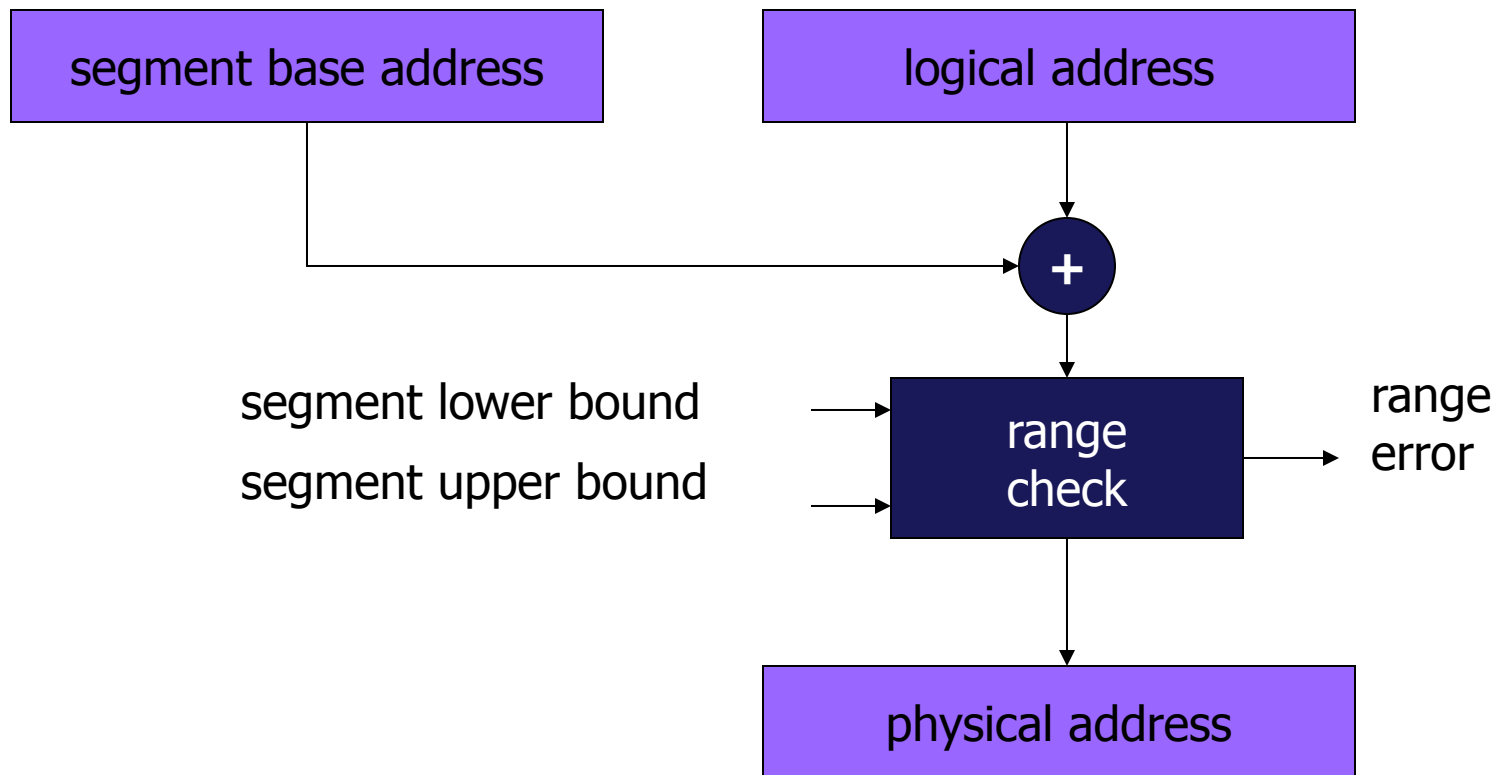 segment base address
logical address
+
segment lower bound
segment upper bound
range
check
range
error
physical address